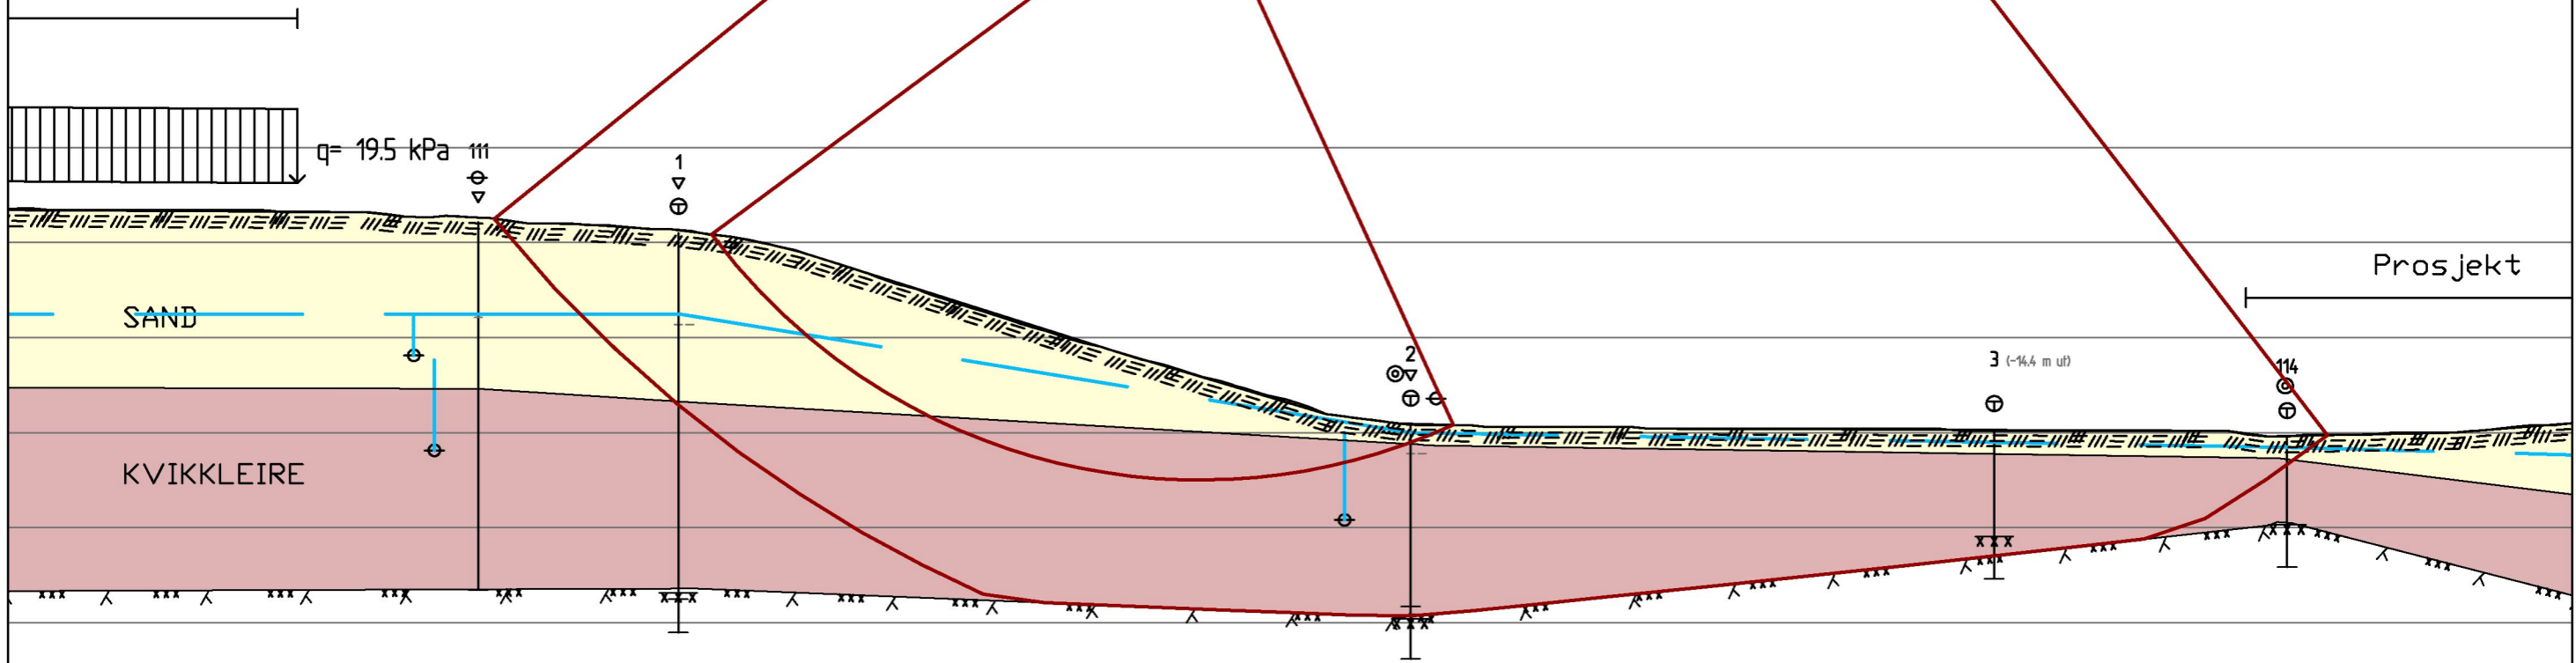 q= 19.5 kPa
111
1
Prosjekt
SAND
2
3 (-14.4 m ut)
114
KVIKKLEIRE